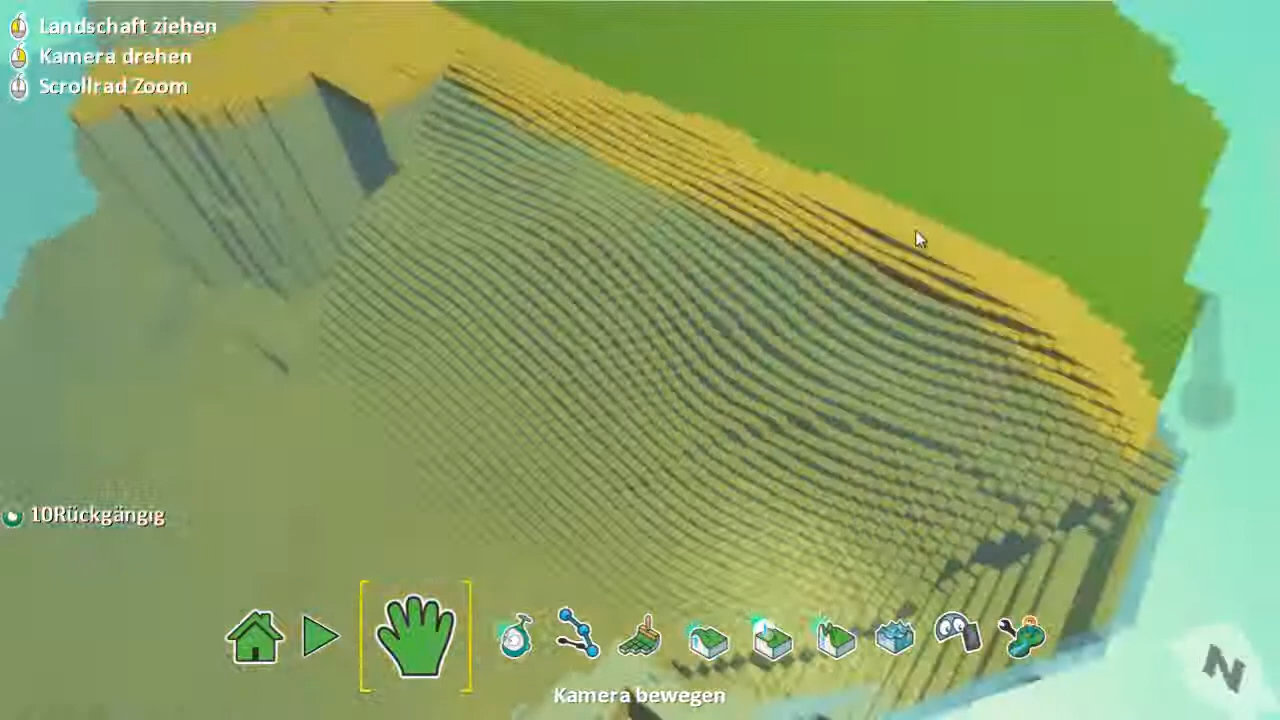 Landschaft ziehen
Kamera drehen
Scrollrad Zoom
10Rückgängig
Kamera bewegen
N